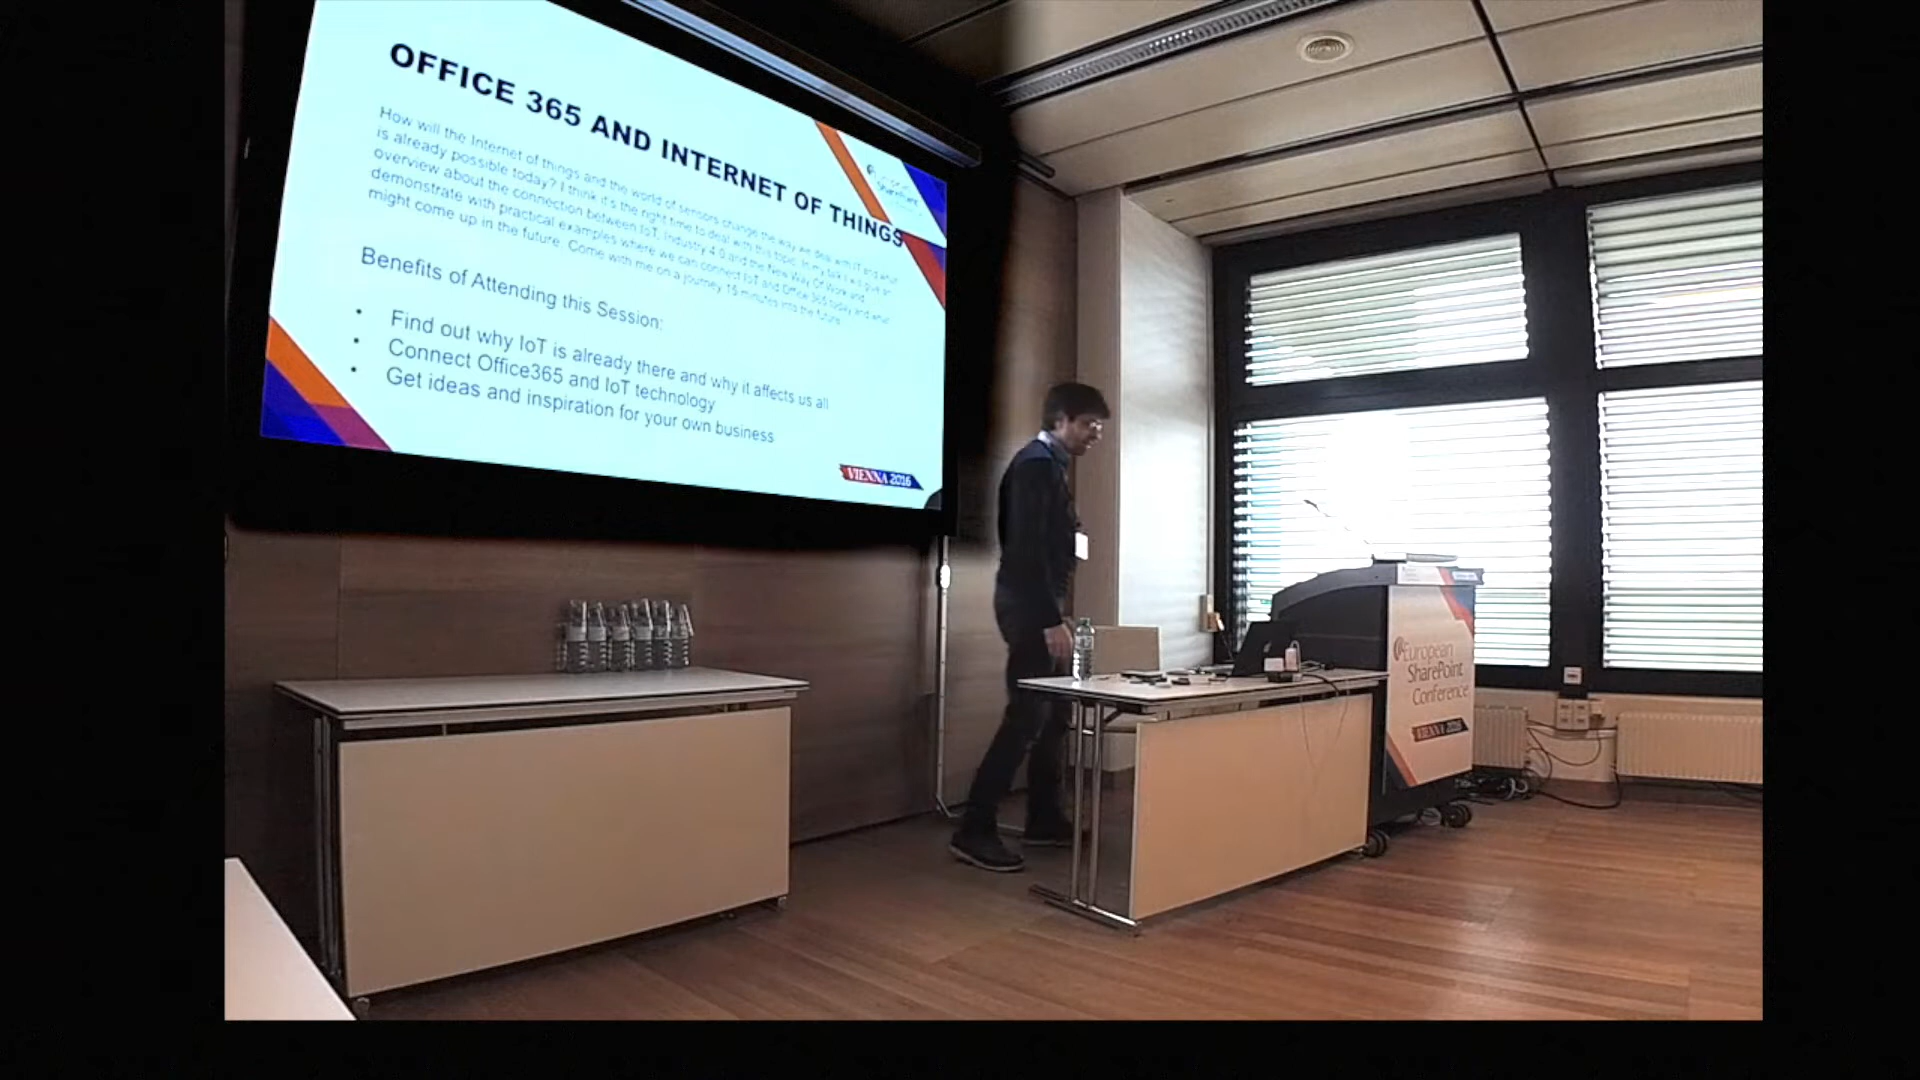 OFFICE 365 AND INTERNET OF THINGS
How will the Internet of things and the world of sensors change the way we deal with IT and what
is already possible today? I think it's the right time to deal with this topic. In my talk I will give an
overview about the connection between IoT, Industry 4.0 and the New Way Of Work and
demonstrate with practical examples where we can connect IoT and Office 365 today and what
might come up in the future. Come with me on a journey 15 minutes into the future.
Benefits of Attending this Session:
• Find out why IoT is already there and why it affects us all
• Connect Office365 and IoT technology
• Get ideas and inspiration for your own business
VIENNA 2016
European
SharePoint
Conference
VIENNA 2016